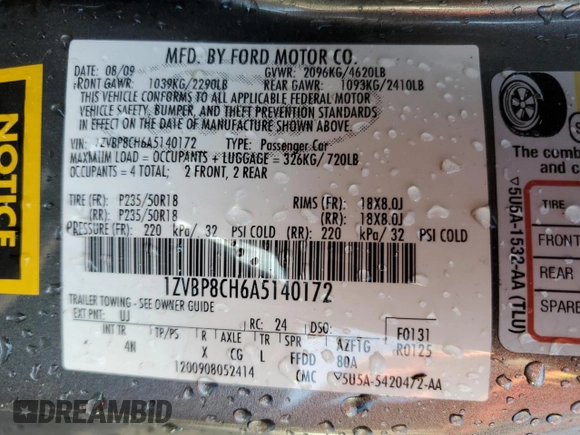 MFD. BY FORD MOTOR CO.
DATE: 08/09 GVWR: 2096KG/4620LB
FRONT GAWR: 1039KG/2290LB REAR GAWR: 1093KG/2410LB
THIS VEHICLE CONFORMS TO ALL APPLICABLE FEDERAL MOTOR
VEHICLE SAFETY, BUMPER, AND THEFT PREVENTION STANDARDS
IN EFFECT ON THE DATE OF MANUFACTURE SHOWN ABOVE.
VIN: 1ZVBP8CH6A5140172 TYPE: Passenger Car
MAXIMUM LOAD = OCCUPANTS + LUGGAGE = 326KG/720LB
OCCUPANTS = 4 TOTAL; 2 FRONT, 2 REAR
TIRE (FR): P235/50R18 RIMS (FR): 18X8.0J
(RR): P235/50R18 (RR): 18X8.0J
PRESSURE (FR): 220 kPa/ 32 PSI COLD (RR): 220 kPa/ 32 PSI COLD
1ZVBP8CH6A5140172
TRAILER TOWING - SEE OWNER GUIDE
EXT PNT: UJ RC: 24 DSO: F0131
INT TR TP/PS R AXLE TR SPR AZFTG R0125
4N X CG L FFDD 80A
1200908052414 CMC ▽5U5A-5420472-AA
NOTICE
The comb
and c
TIRE
FRONT
REAR
SPARE
▽5U5A-1532-AA (TLU)
DREAMBID